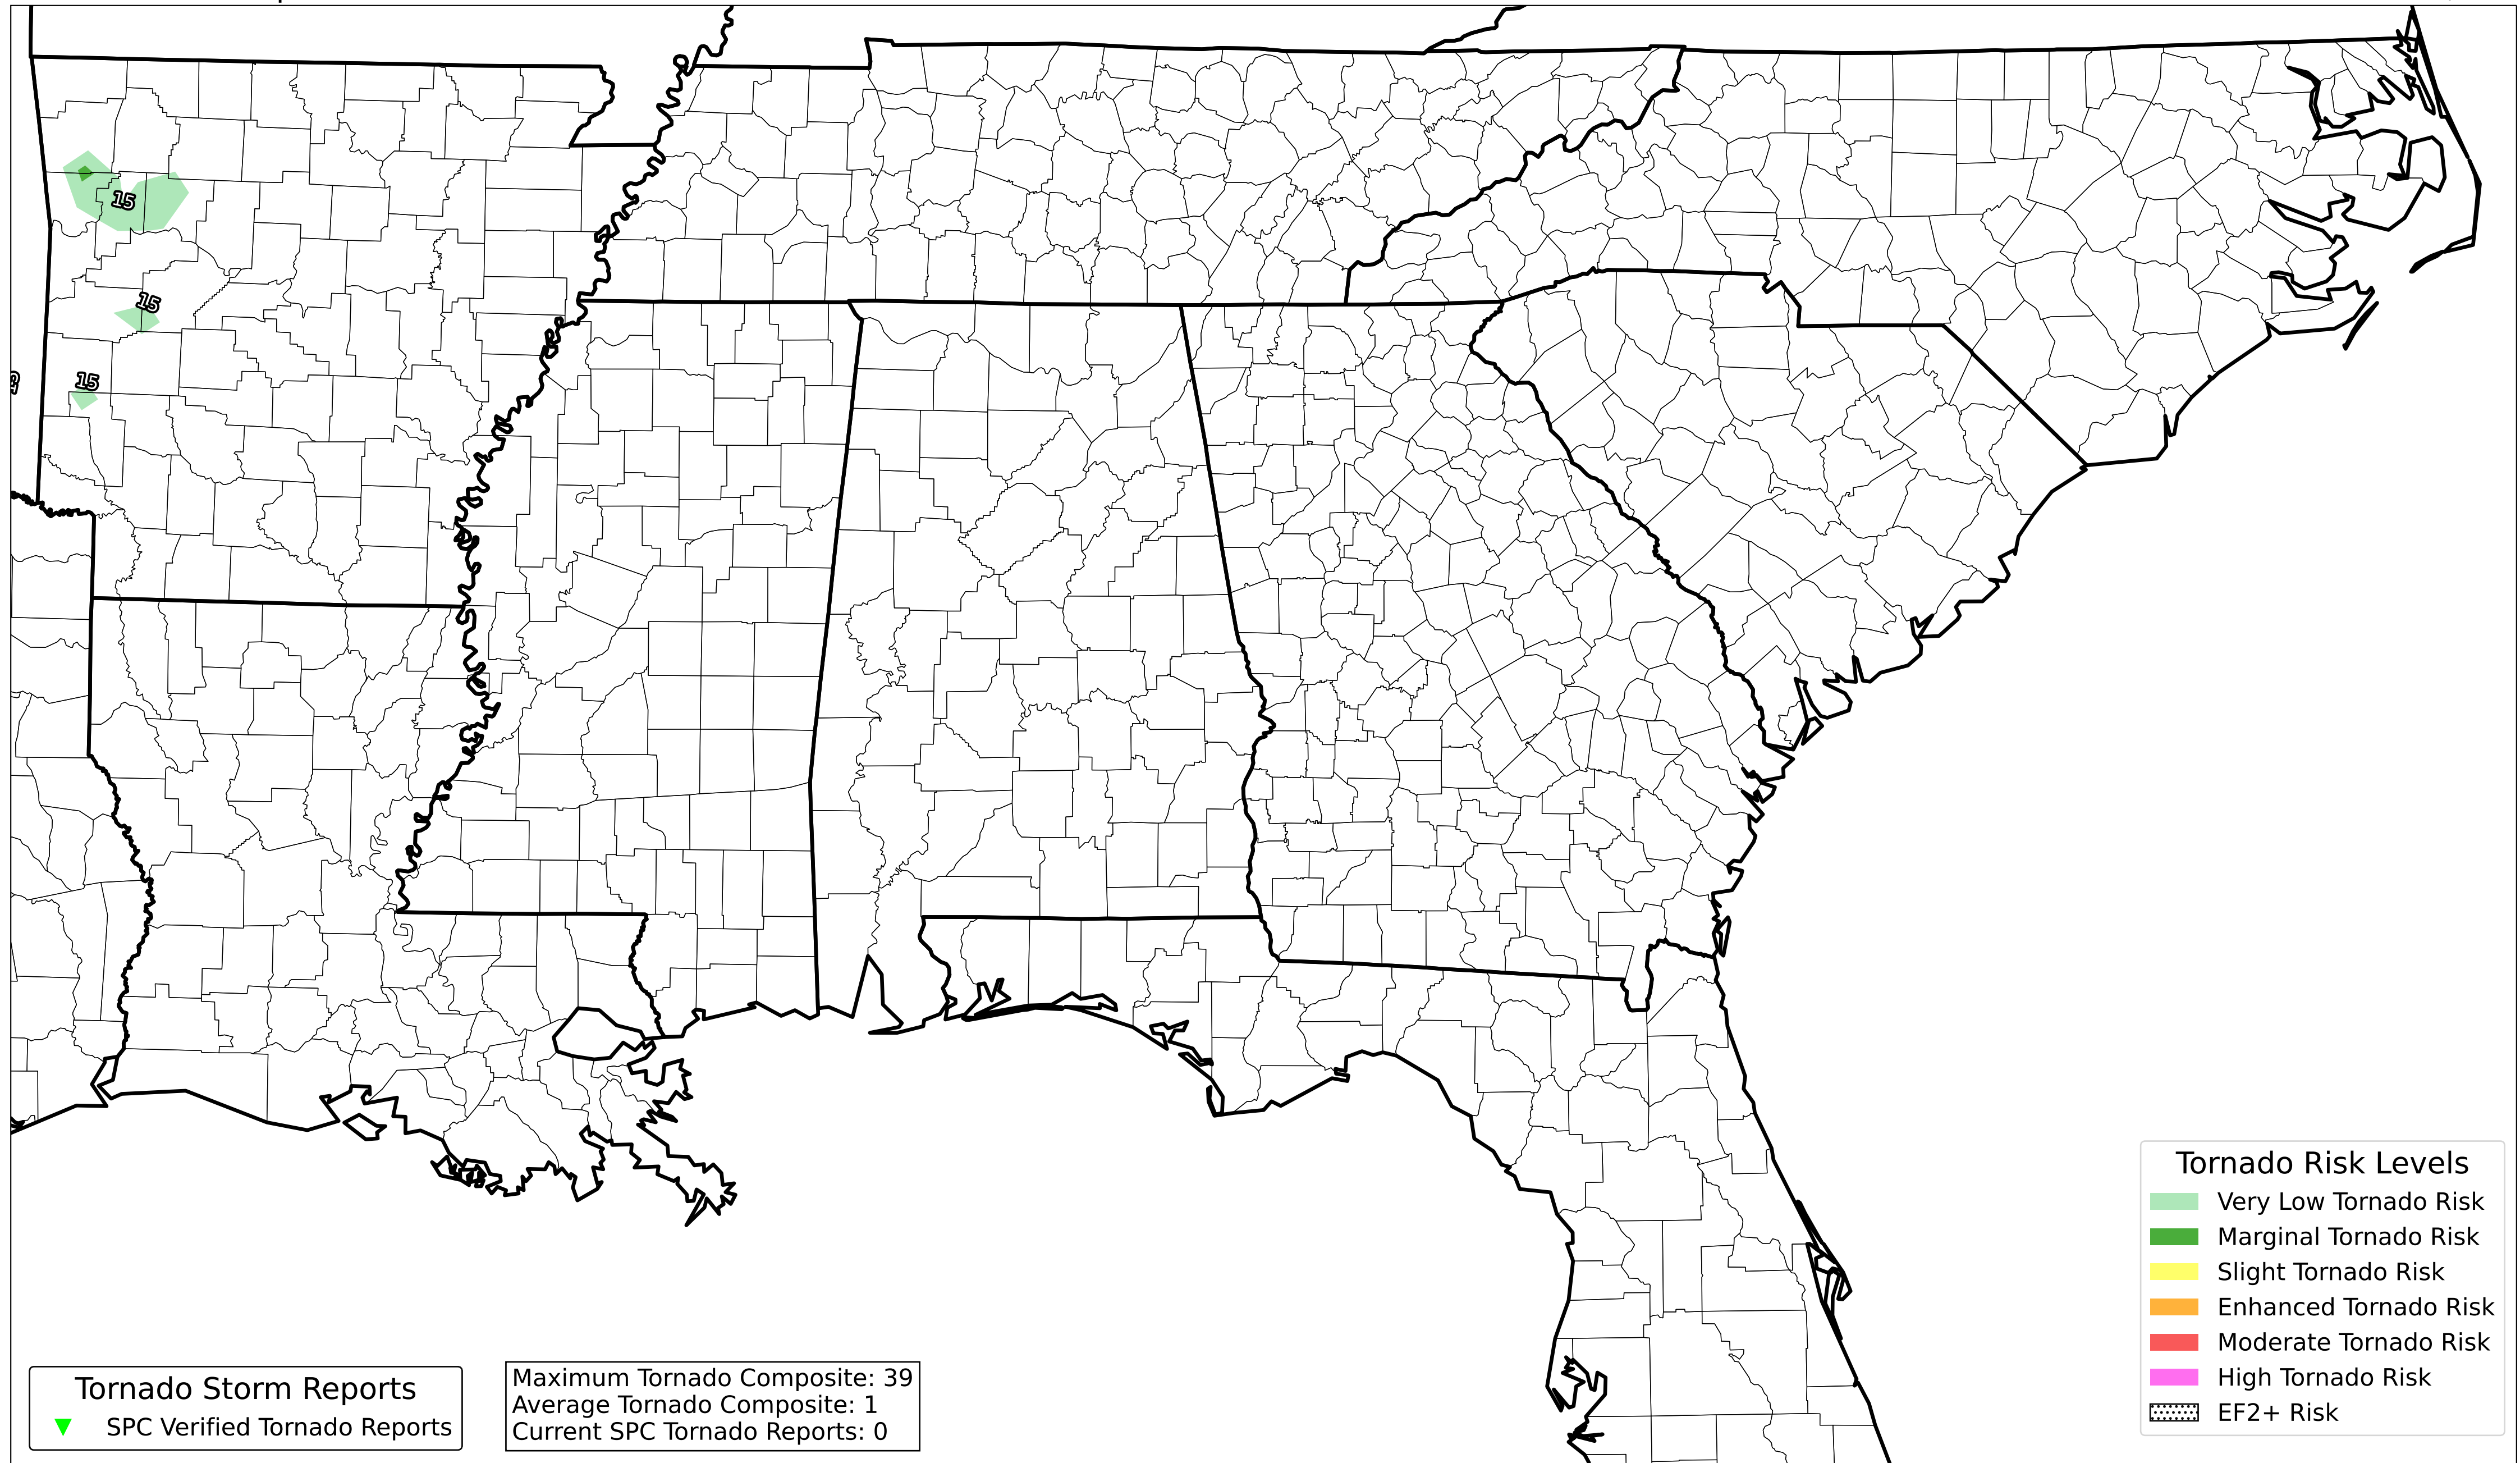 15
15
15
Tornado Risk Levels
Very Low Tornado Risk
Marginal Tornado Risk
Slight Tornado Risk
Enhanced Tornado Risk
Moderate Tornado Risk
High Tornado Risk
EF2+ Risk
Tornado Storm Reports
SPC Verified Tornado Reports
Maximum Tornado Composite: 39
Average Tornado Composite: 1
Current SPC Tornado Reports: 0